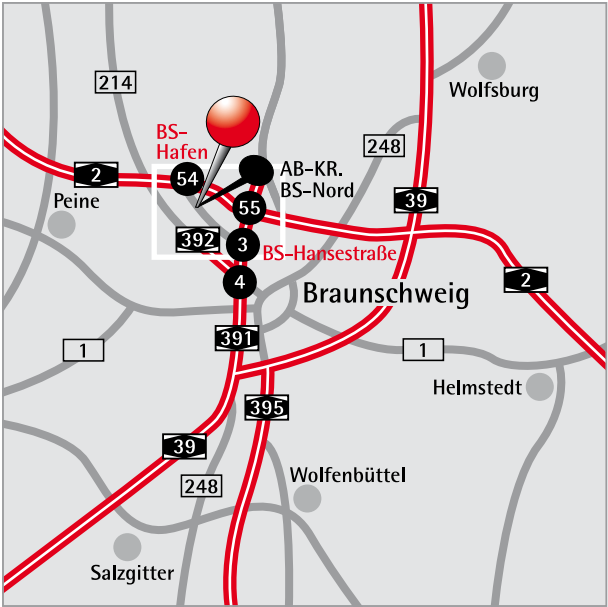 214
Wolfsburg
BS-
Hafen
248
AB-KR.
BS-Nord
2
54
Peine
39
55
392
3
BS-Hansestraße
4
2
Braunschweig
391
1
1
Helmstedt
395
39
Wolfenbüttel
248
Salzgitter